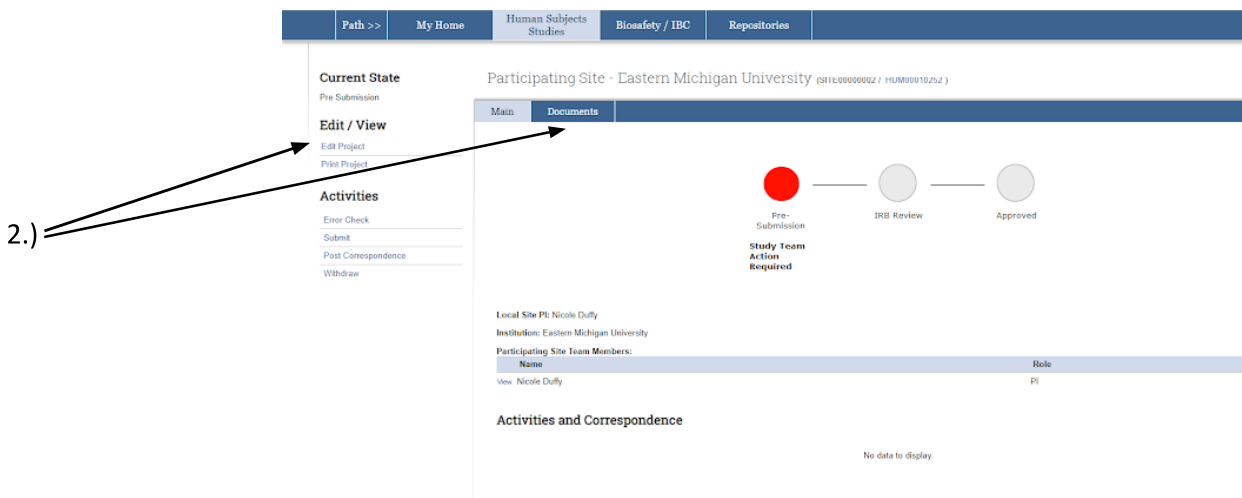 Path >> My Home Human Subjects Studies Biosafety / IBC Repositories
Current State
Pre Submission
Edit / View
Edit Project
Print Project
Activities
Error Check
Submit
Post Correspondence
Withdraw
2.)
Participating Site - Eastern Michigan University (SITE00000002 / HUM00010252 )
Main Documents
Pre-
Submission
IRB Review
Approved
Study Team
Action
Required
Local Site PI: Nicole Duffy
Institution: Eastern Michigan University
Participating Site Team Members:
Name Role
View Nicole Duffy PI
Activities and Correspondence
No data to display.